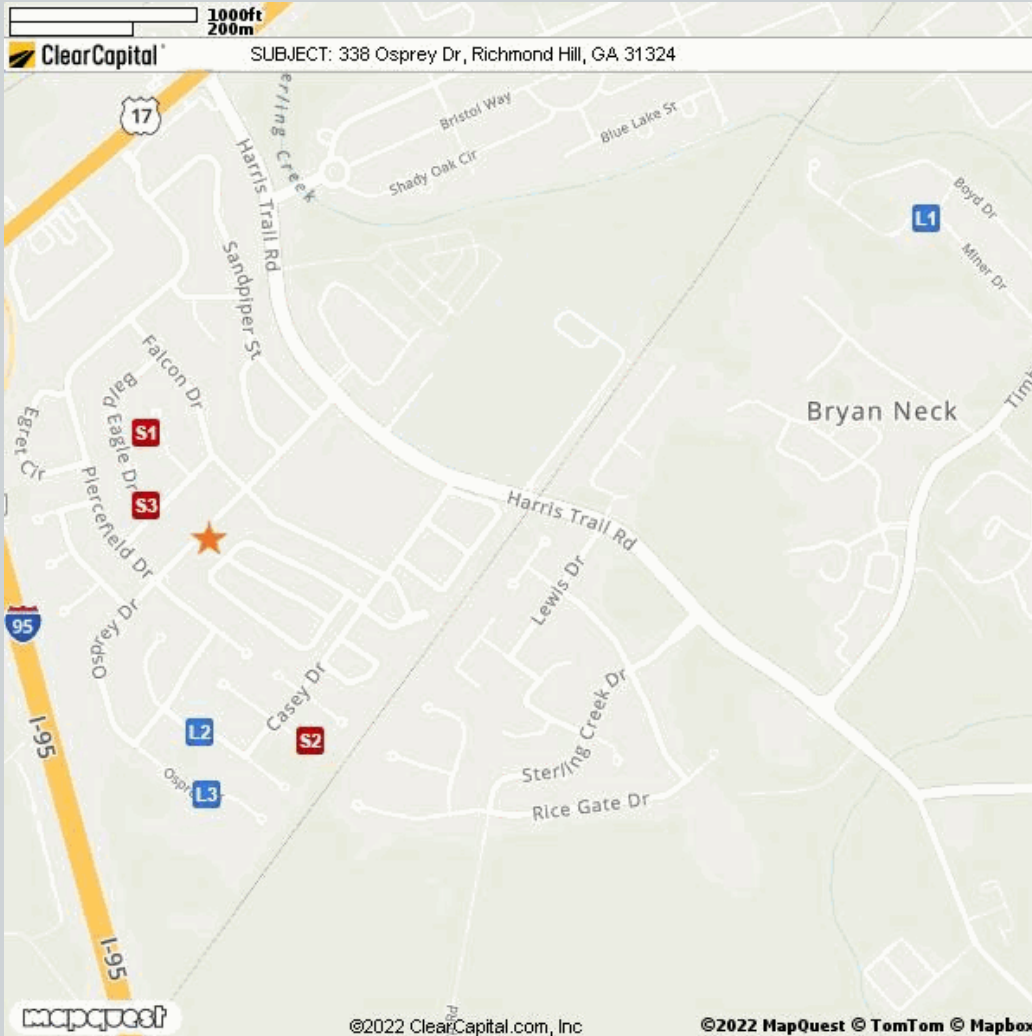 1000ft
200m
ClearCapital
SUBJECT: 338 Osprey Dr, Richmond Hill, GA 31324
17
Harris Trail Rd
Bristol Way
Blue Lake St
Shady Oak Cir
Boyd Dr
L1
Miner Dr
Sandpiper St
Falcon Dr
Bald Eagle Dr
Egret Cir
S1
Bryan Neck
S3
Piercefield Dr
Harris Trail Rd
Lewis Dr
95
Osprey Dr
Casey Dr
Sterling Creek Dr
I-95
L2
S2
L3
Rice Gate Dr
I-95
mapquest
Rd
©2022 ClearCapital.com, Inc
©2022 MapQuest © TomTom © Mapbox